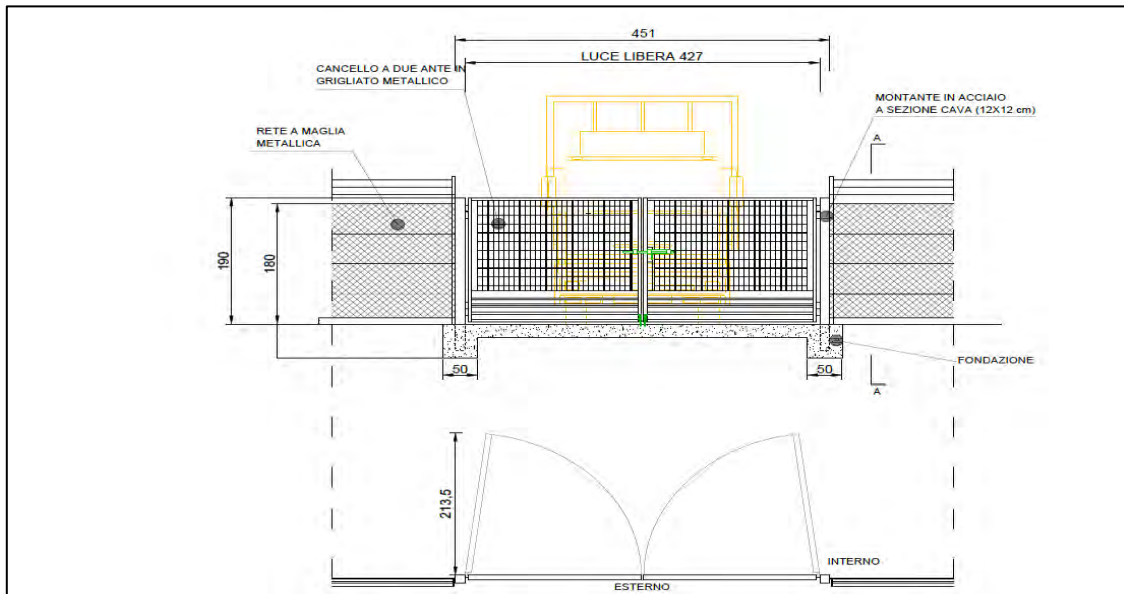 451
LUCE LIBERA 427
CANCELLO A DUE ANTE IN
GRIGLIATO METALLICO
MONTANTE IN ACCIAIO
A SEZIONE CAVA (12X12 cm)
RETE A MAGLIA
METALLICA
A
190
180
FONDAZIONE
50
50
A
213,5
INTERNO
ESTERNO